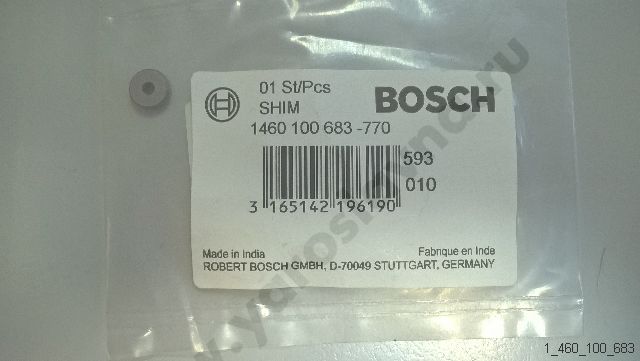 01 St/Pcs
SHIM
BOSCH
1460 100 683 -770
593
010
3 165142 196190
Made in India
Fabrique en Inde
ROBERT BOSCH GMBH, D-70049 STUTTGART, GERMANY
1_460_100_683